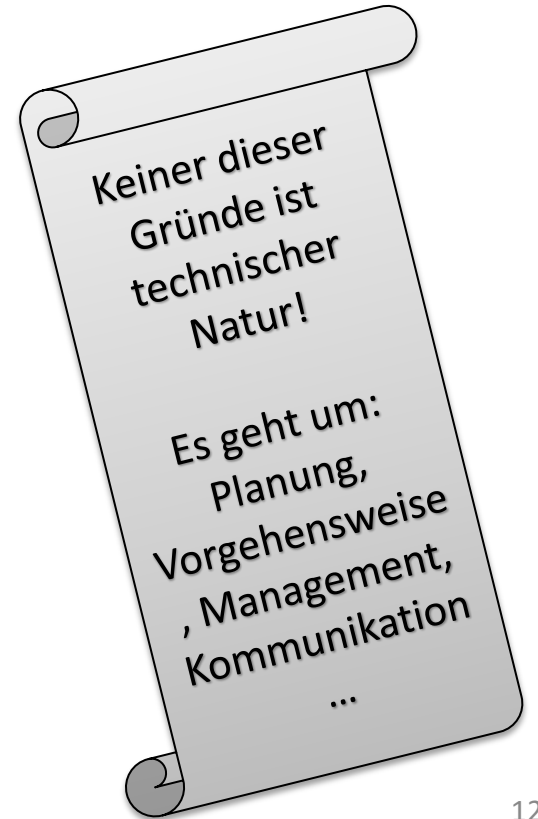 Keiner dieser
Gründe ist
technischer
Natur!
Es geht um:
Planung,
Vorgehensweise
, Management,
Kommunikation
...
12